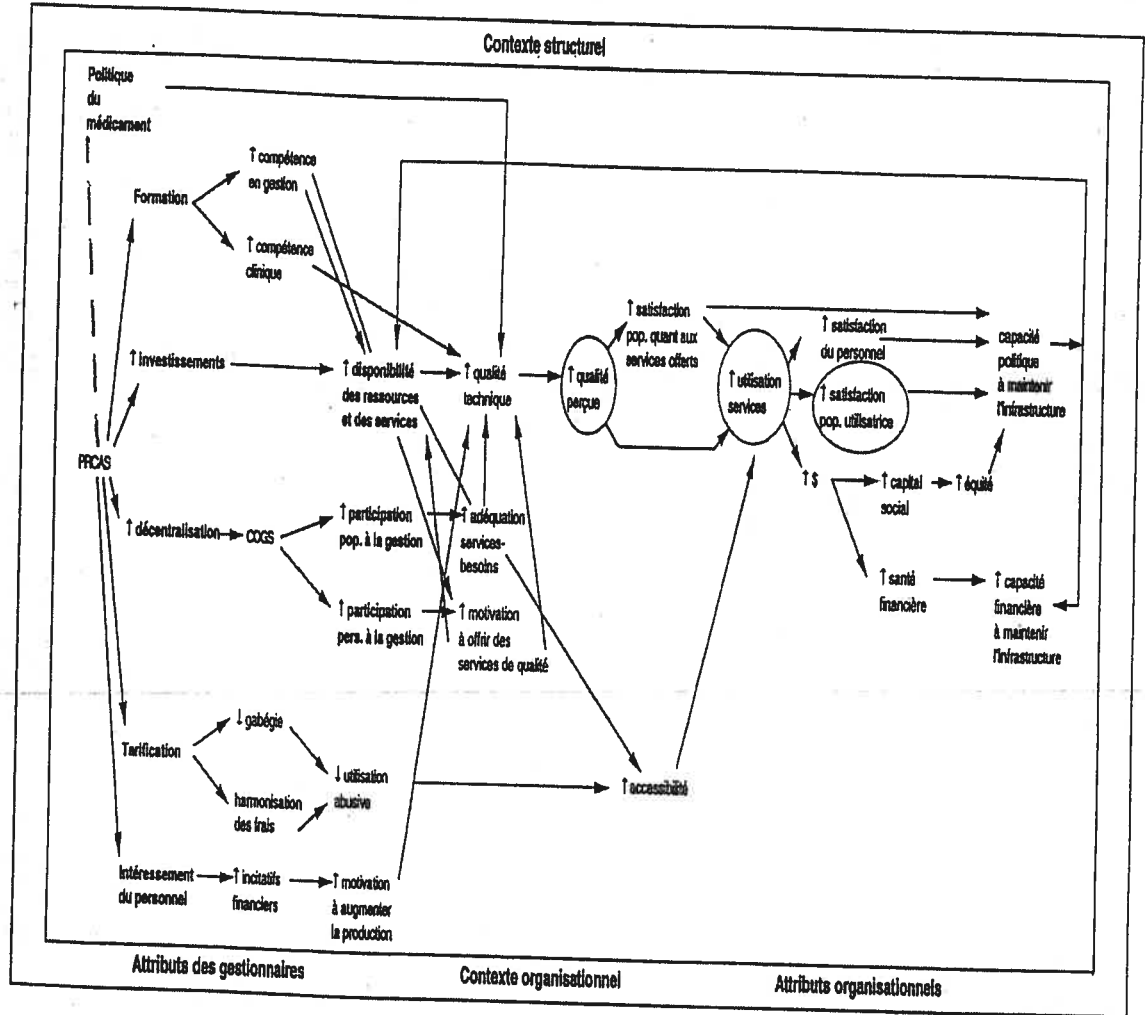 Contexte structurel
Politique
du
médicament
Formation
↑ compétence
en gestion
↑ compétence
clinique
↑ Investissements
↑ disponibilité
des ressources
et des services
↑ qualité
technique
↑ qualité
perçue
↑ satisfaction
pop. quant aux
services offerts
↑ utilisation
services
↑ satisfaction
du personnel
↑ satisfaction
pop. utilisatrice
capacité
politique
à maintenir
l'infrastructure
PRCAS
↑ décentralisation
COGS
↑ participation
pop. à la gestion
↑ adéquation
services-
besoins
↑ participation
pers. à la gestion
↑ motivation
à offrir des
services de qualité
↑ $
↑ capital
social
↑ équité
↑ santé
financière
↑ capacité
financière
à maintenir
l'infrastructure
Tarification
↓ gabégie
harmonisation
des frais
↓ utilisation
abusive
↑ accessibilité
Intéressement
du personnel
↑ incitatifs
financiers
↑ motivation
à augmenter
la production
Attributs des gestionnaires
Contexte organisationnel
Attributs organisationnels